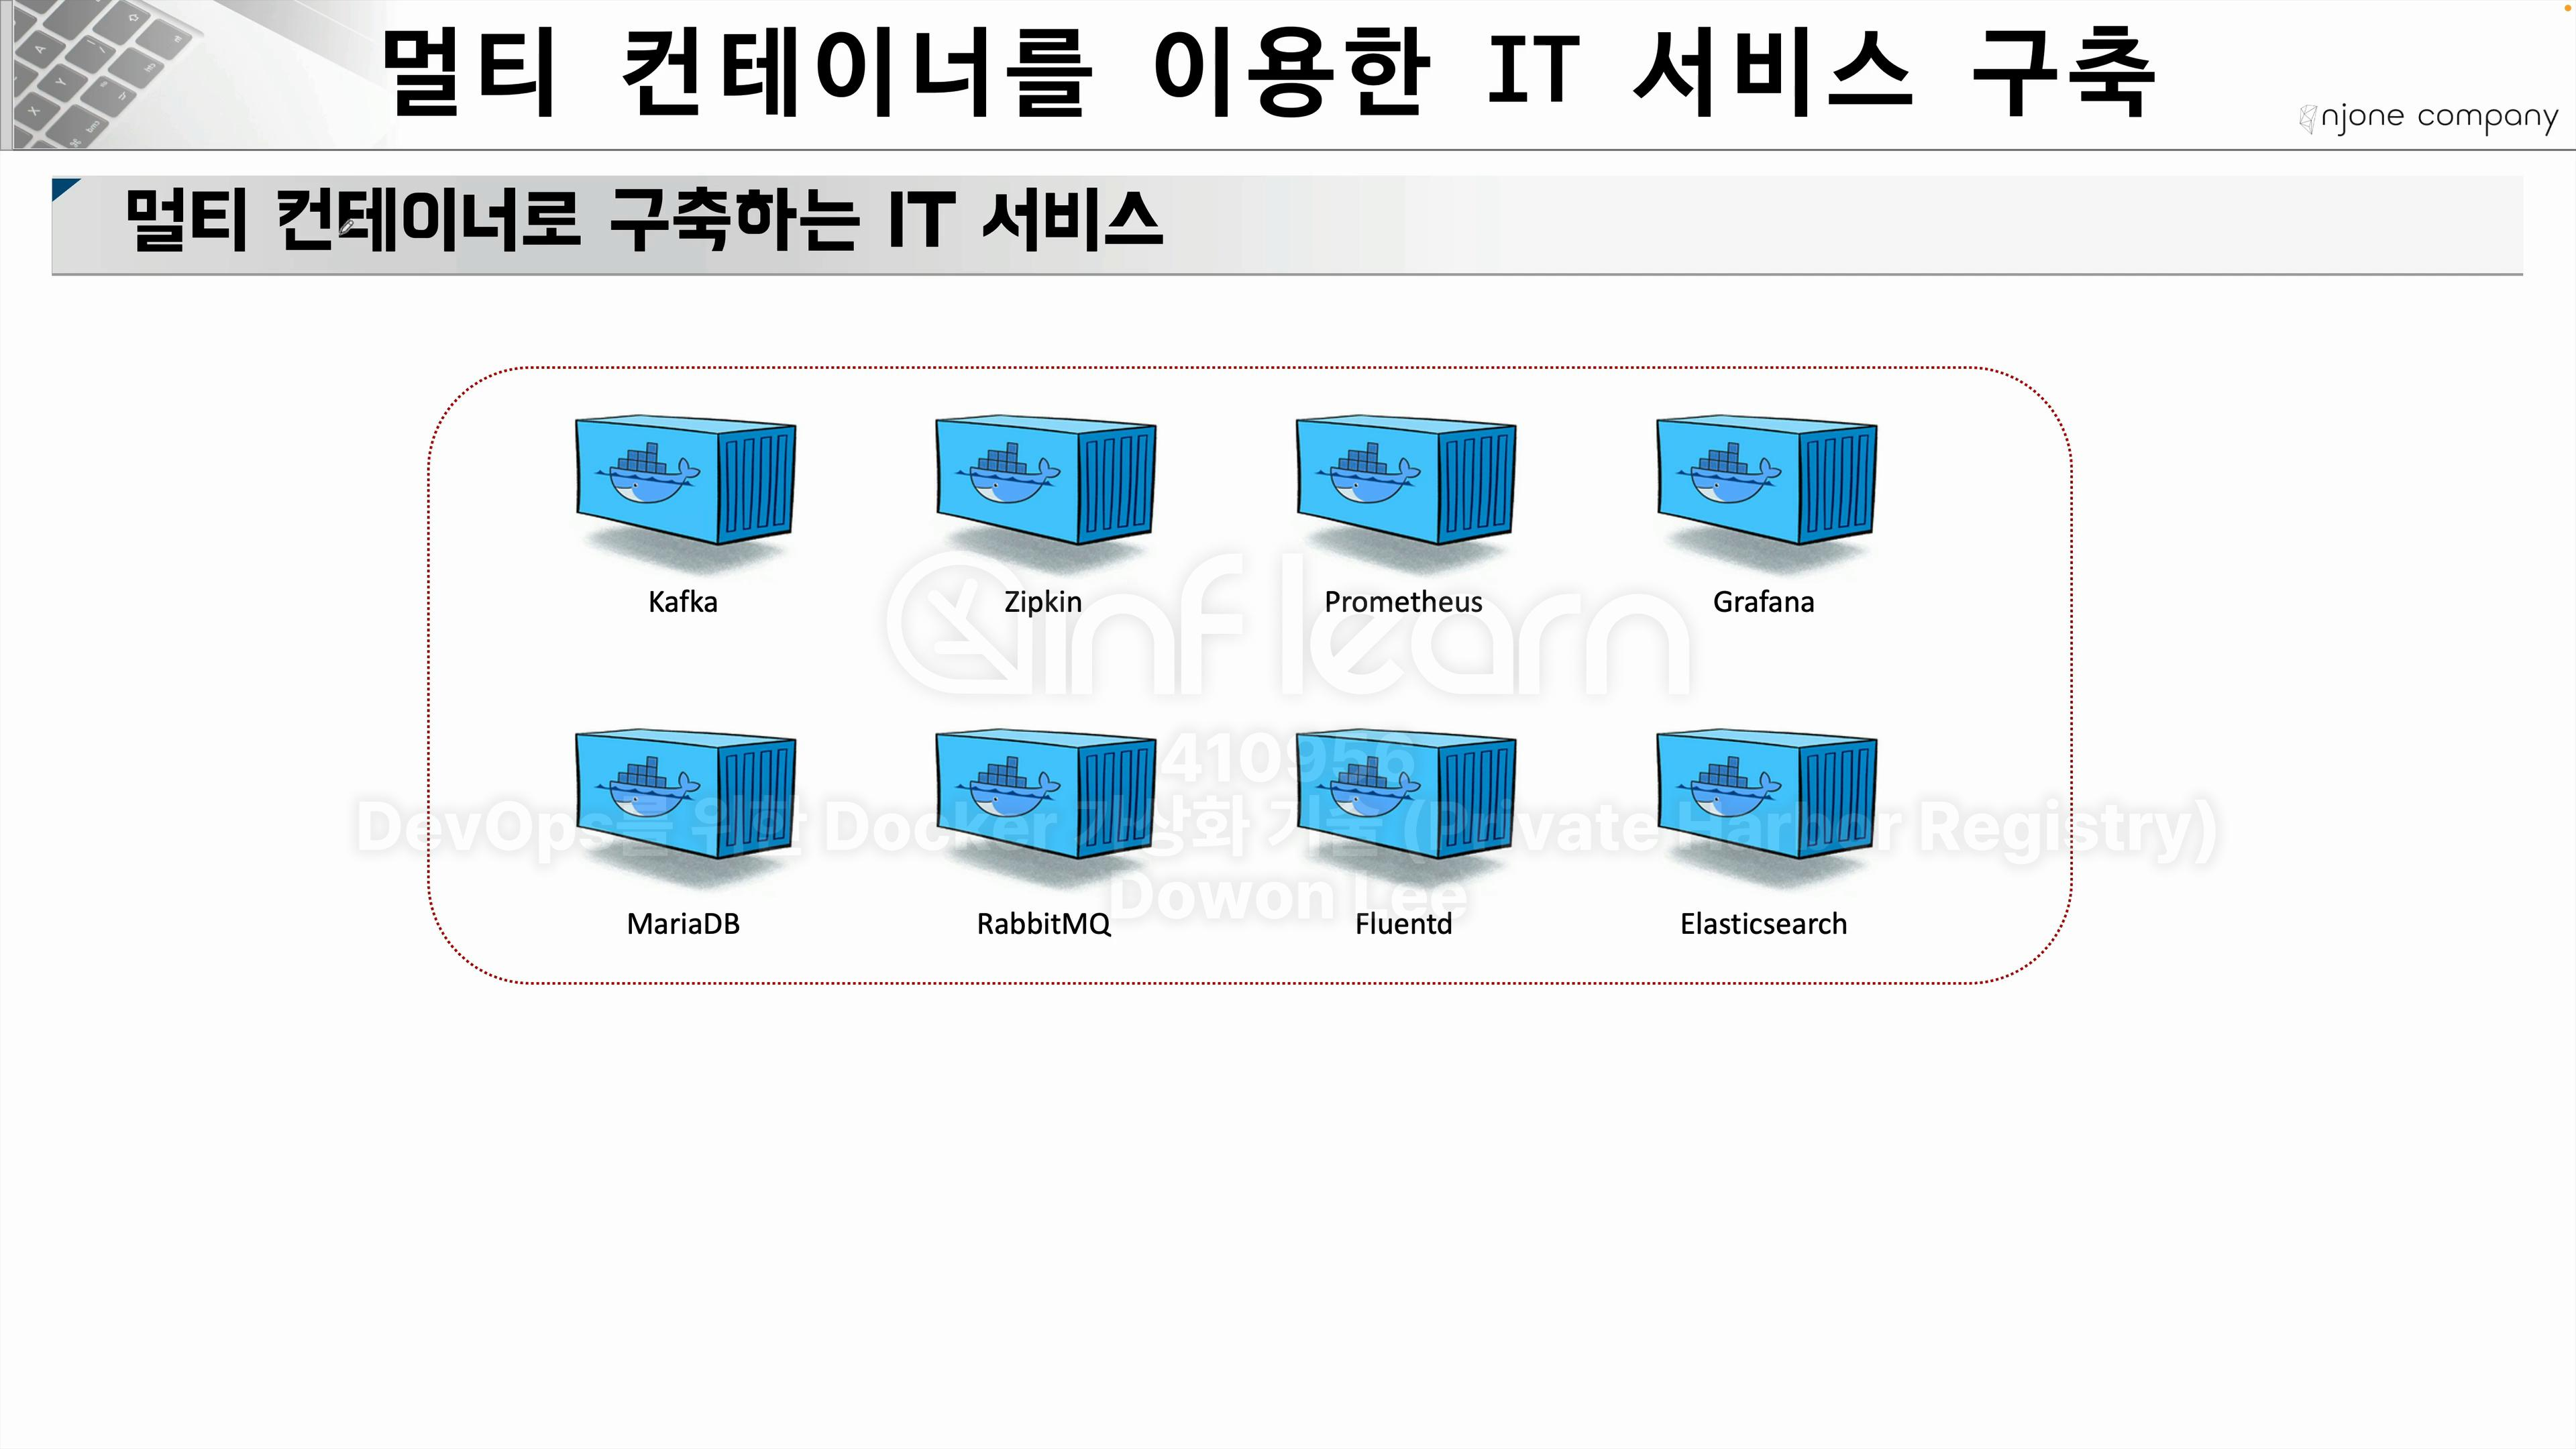 멀티 컨테이너를 이용한 IT 서비스 구축
njone company
멀티 컨테이너로 구축하는 IT 서비스
Kafka
Zipkin
Prometheus
Grafana
inflearn
410956
DevOps를 위한 Docker 가상화 기술 (Private Harbor Registry)
Dowon Lee
MariaDB
RabbitMQ
Fluentd
Elasticsearch